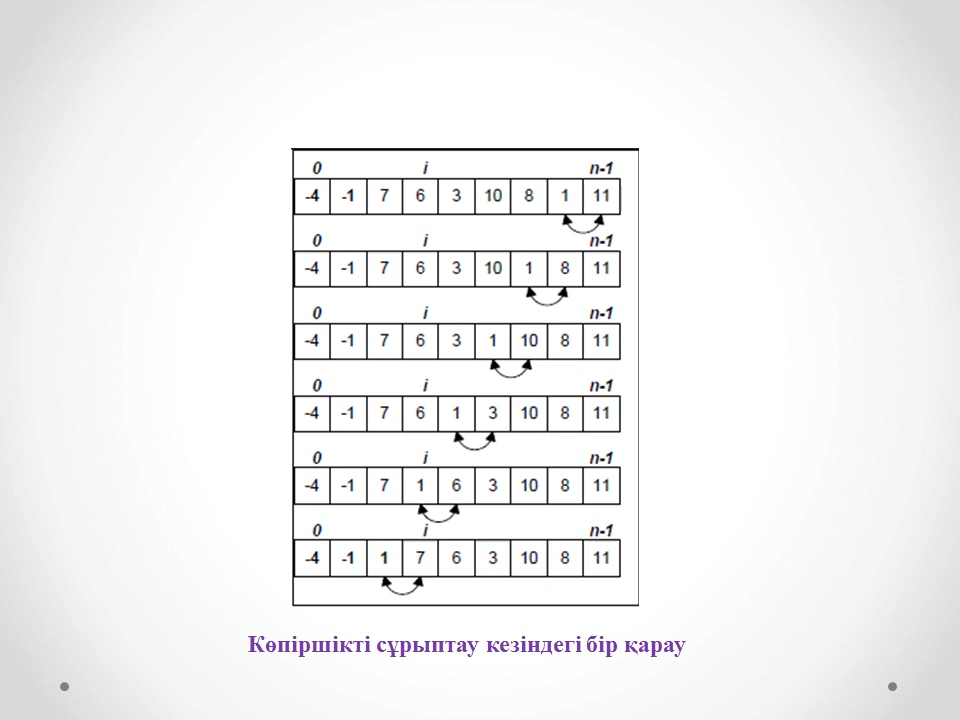 0 i n-1
-4 -1 7 6 3 10 8 1 11
0 i n-1
-4 -1 7 6 3 10 1 8 11
0 i n-1
-4 -1 7 6 3 1 10 8 11
0 i n-1
-4 -1 7 6 1 3 10 8 11
0 i n-1
-4 -1 7 1 6 3 10 8 11
0 i n-1
-4 -1 1 7 6 3 10 8 11
Көпіршікті сұрыптау кезіндегі бір қарау